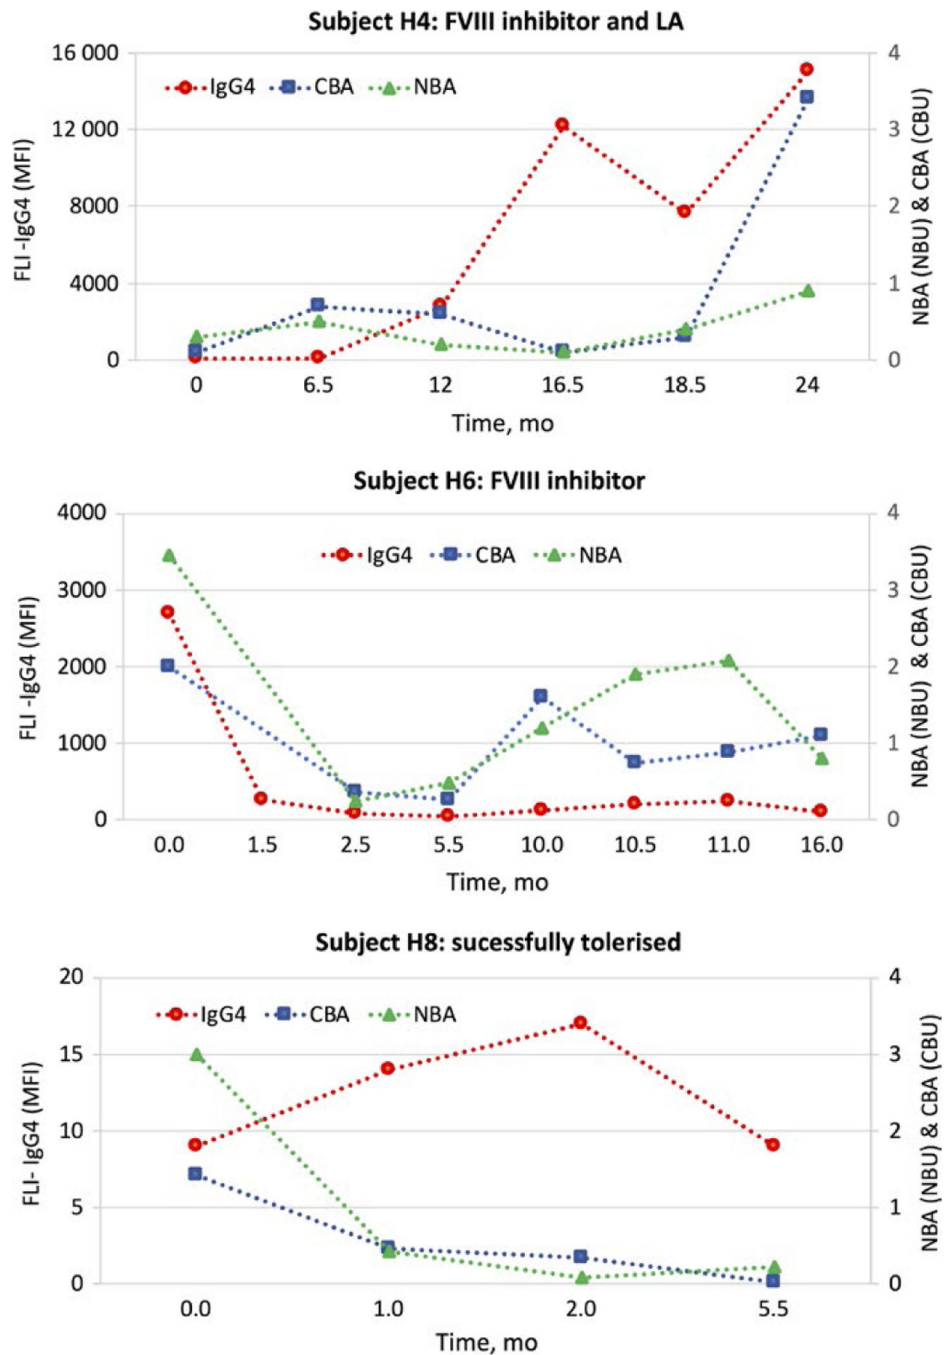 Subject H4: FVIII inhibitor and LA
16 000
12 000
8000
4000
0
FLI -IgG4 (MFI)
IgG4 CBA NBA
4
3
2
1
0
NBA (NBU) & CBA (CBU)
0 6.5 12 16.5 18.5 24
Time, mo
Subject H6: FVIII inhibitor
4000
3000
2000
1000
0
FLI -IgG4 (MFI)
IgG4 CBA NBA
4
3
2
1
0
NBA (NBU) & CBA (CBU)
0.0 1.5 2.5 5.5 10.0 10.5 11.0 16.0
Time, mo
Subject H8: sucessfully tolerised
20
15
10
5
0
FLI- IgG4 (MFI)
IgG4 CBA NBA
4
3
2
1
0
NBA (NBU) & CBA (CBU)
0.0 1.0 2.0 5.5
Time, mo